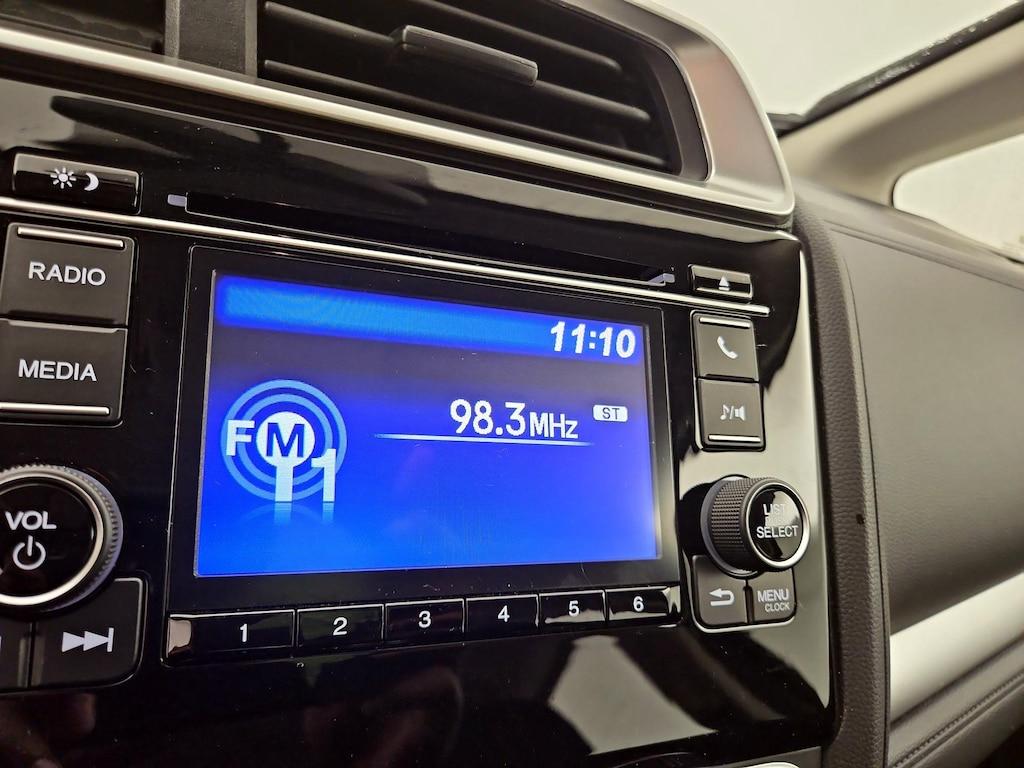 RADIO
MEDIA
VOL
11:10
98.3MHz
ST
FM
1
♪/
LIST
SELECT
MENU
CLOCK
1 2 3 4 5 6